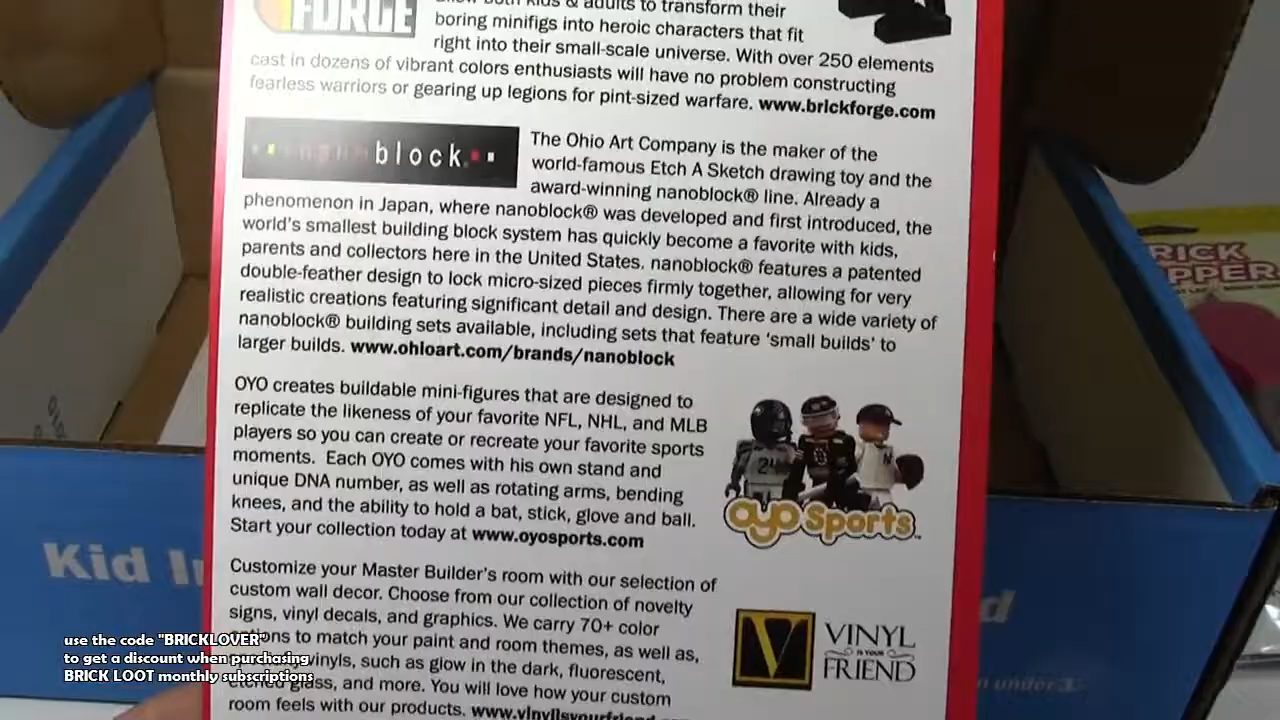 FORGE
both kids & adults to transform their
boring minifigs into heroic characters that fit
right into their small-scale universe. With over 250 elements
cast in dozens of vibrant colors enthusiasts will have no problem constructing
fearless warriors or gearing up legions for pint-sized warfare. www.brickforge.com
nanoblock
The Ohio Art Company is the maker of the
world-famous Etch A Sketch drawing toy and the
award-winning nanoblock® line. Already a
phenomenon in Japan, where nanoblock® was developed and first introduced, the
world's smallest building block system has quickly become a favorite with kids,
parents and collectors here in the United States. nanoblock® features a patented
double-feather design to lock micro-sized pieces firmly together, allowing for very
realistic creations featuring significant detail and design. There are a wide variety of
nanoblock® building sets available, including sets that feature 'small builds' to
larger builds. www.ohioart.com/brands/nanoblock
OYO creates buildable mini-figures that are designed to
replicate the likeness of your favorite NFL, NHL, and MLB
players so you can create or recreate your favorite sports
moments. Each OYO comes with his own stand and
unique DNA number, as well as rotating arms, bending
knees, and the ability to hold a bat, stick, glove and ball.
Start your collection today at www.oyosports.com
24
oyo Sports™
Customize your Master Builder's room with our selection of
custom wall decor. Choose from our collection of novelty
signs, vinyl decals, and graphics. We carry 70+ color
to match your paint and room themes, as well as,
vinyls, such as glow in the dark, fluorescent,
glass, and more. You will love how your custom
room feels with our products.
V
VINYL
IS YOUR
FRIEND
Kid
BRICK
use the code "BRICKLOVER"
to get a discount when purchasing
BRICK LOOT monthly subscriptions